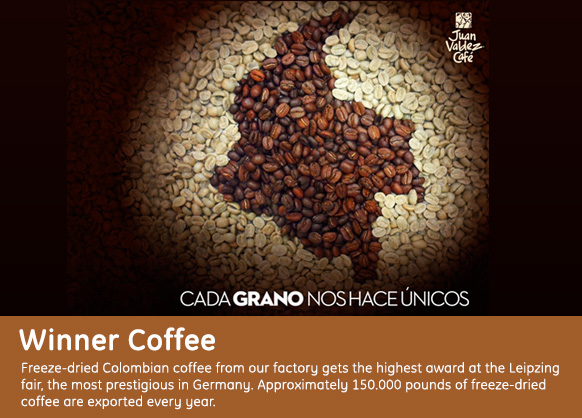 Juan
Valdez
Café
CADA GRANO NOS HACE ÚNICOS
Winner Coffee
Freeze-dried Colombian coffee from our factory gets the highest award at the Leipzing
fair, the most prestigious in Germany. Approximately 150.000 pounds of freeze-dried
coffee are exported every year.